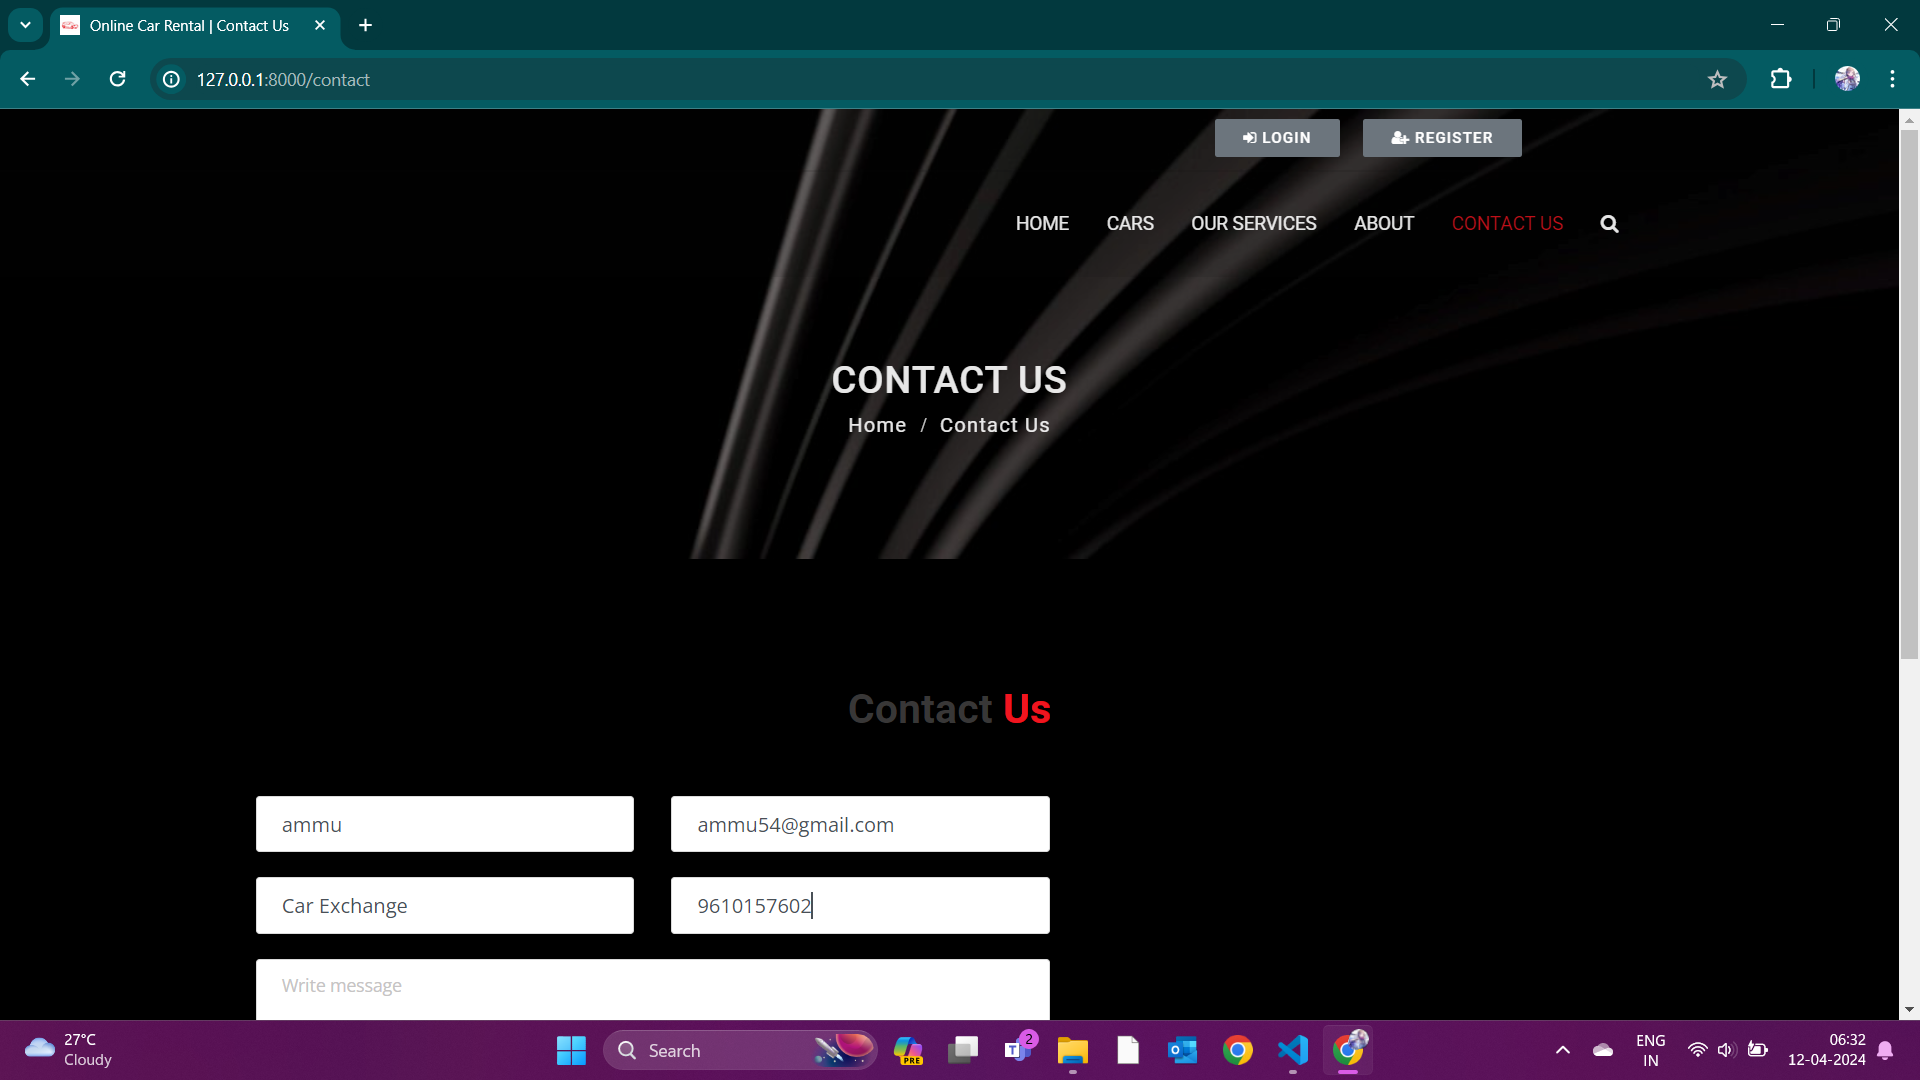 Online Car Rental | Contact Us
127.0.0.1:8000/contact
LOGIN
REGISTER
HOME
CARS
OUR SERVICES
ABOUT
CONTACT US
CONTACT US
Home / Contact Us
Contact Us
ammu
ammu54@gmail.com
Car Exchange
9610157602
Write message
27°C
Cloudy
Search
PRE
T
2
ENG
IN
06:32
12-04-2024